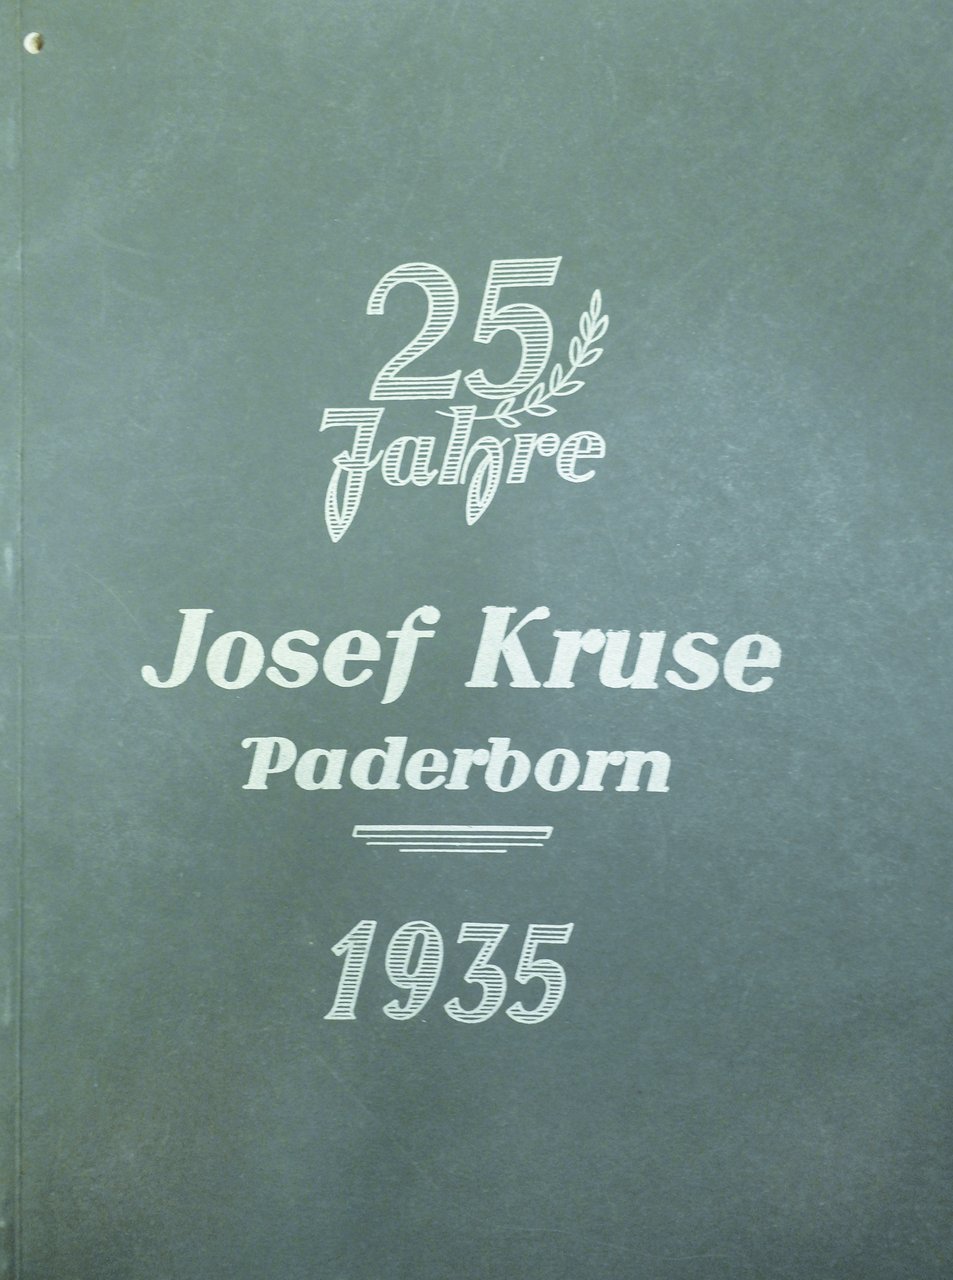 25
Jahre
Josef Kruse
Paderborn
1935